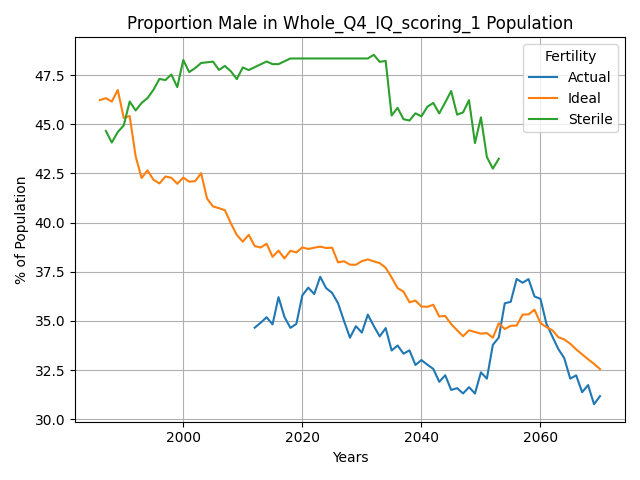 Proportion Male in Whole_Q4_IQ_scoring_1 Population
Fertility
Actual
Ideal
Sterile
% of Population
47.5
45.0
42.5
40.0
37.5
35.0
32.5
30.0
2000
2020
2040
2060
Years